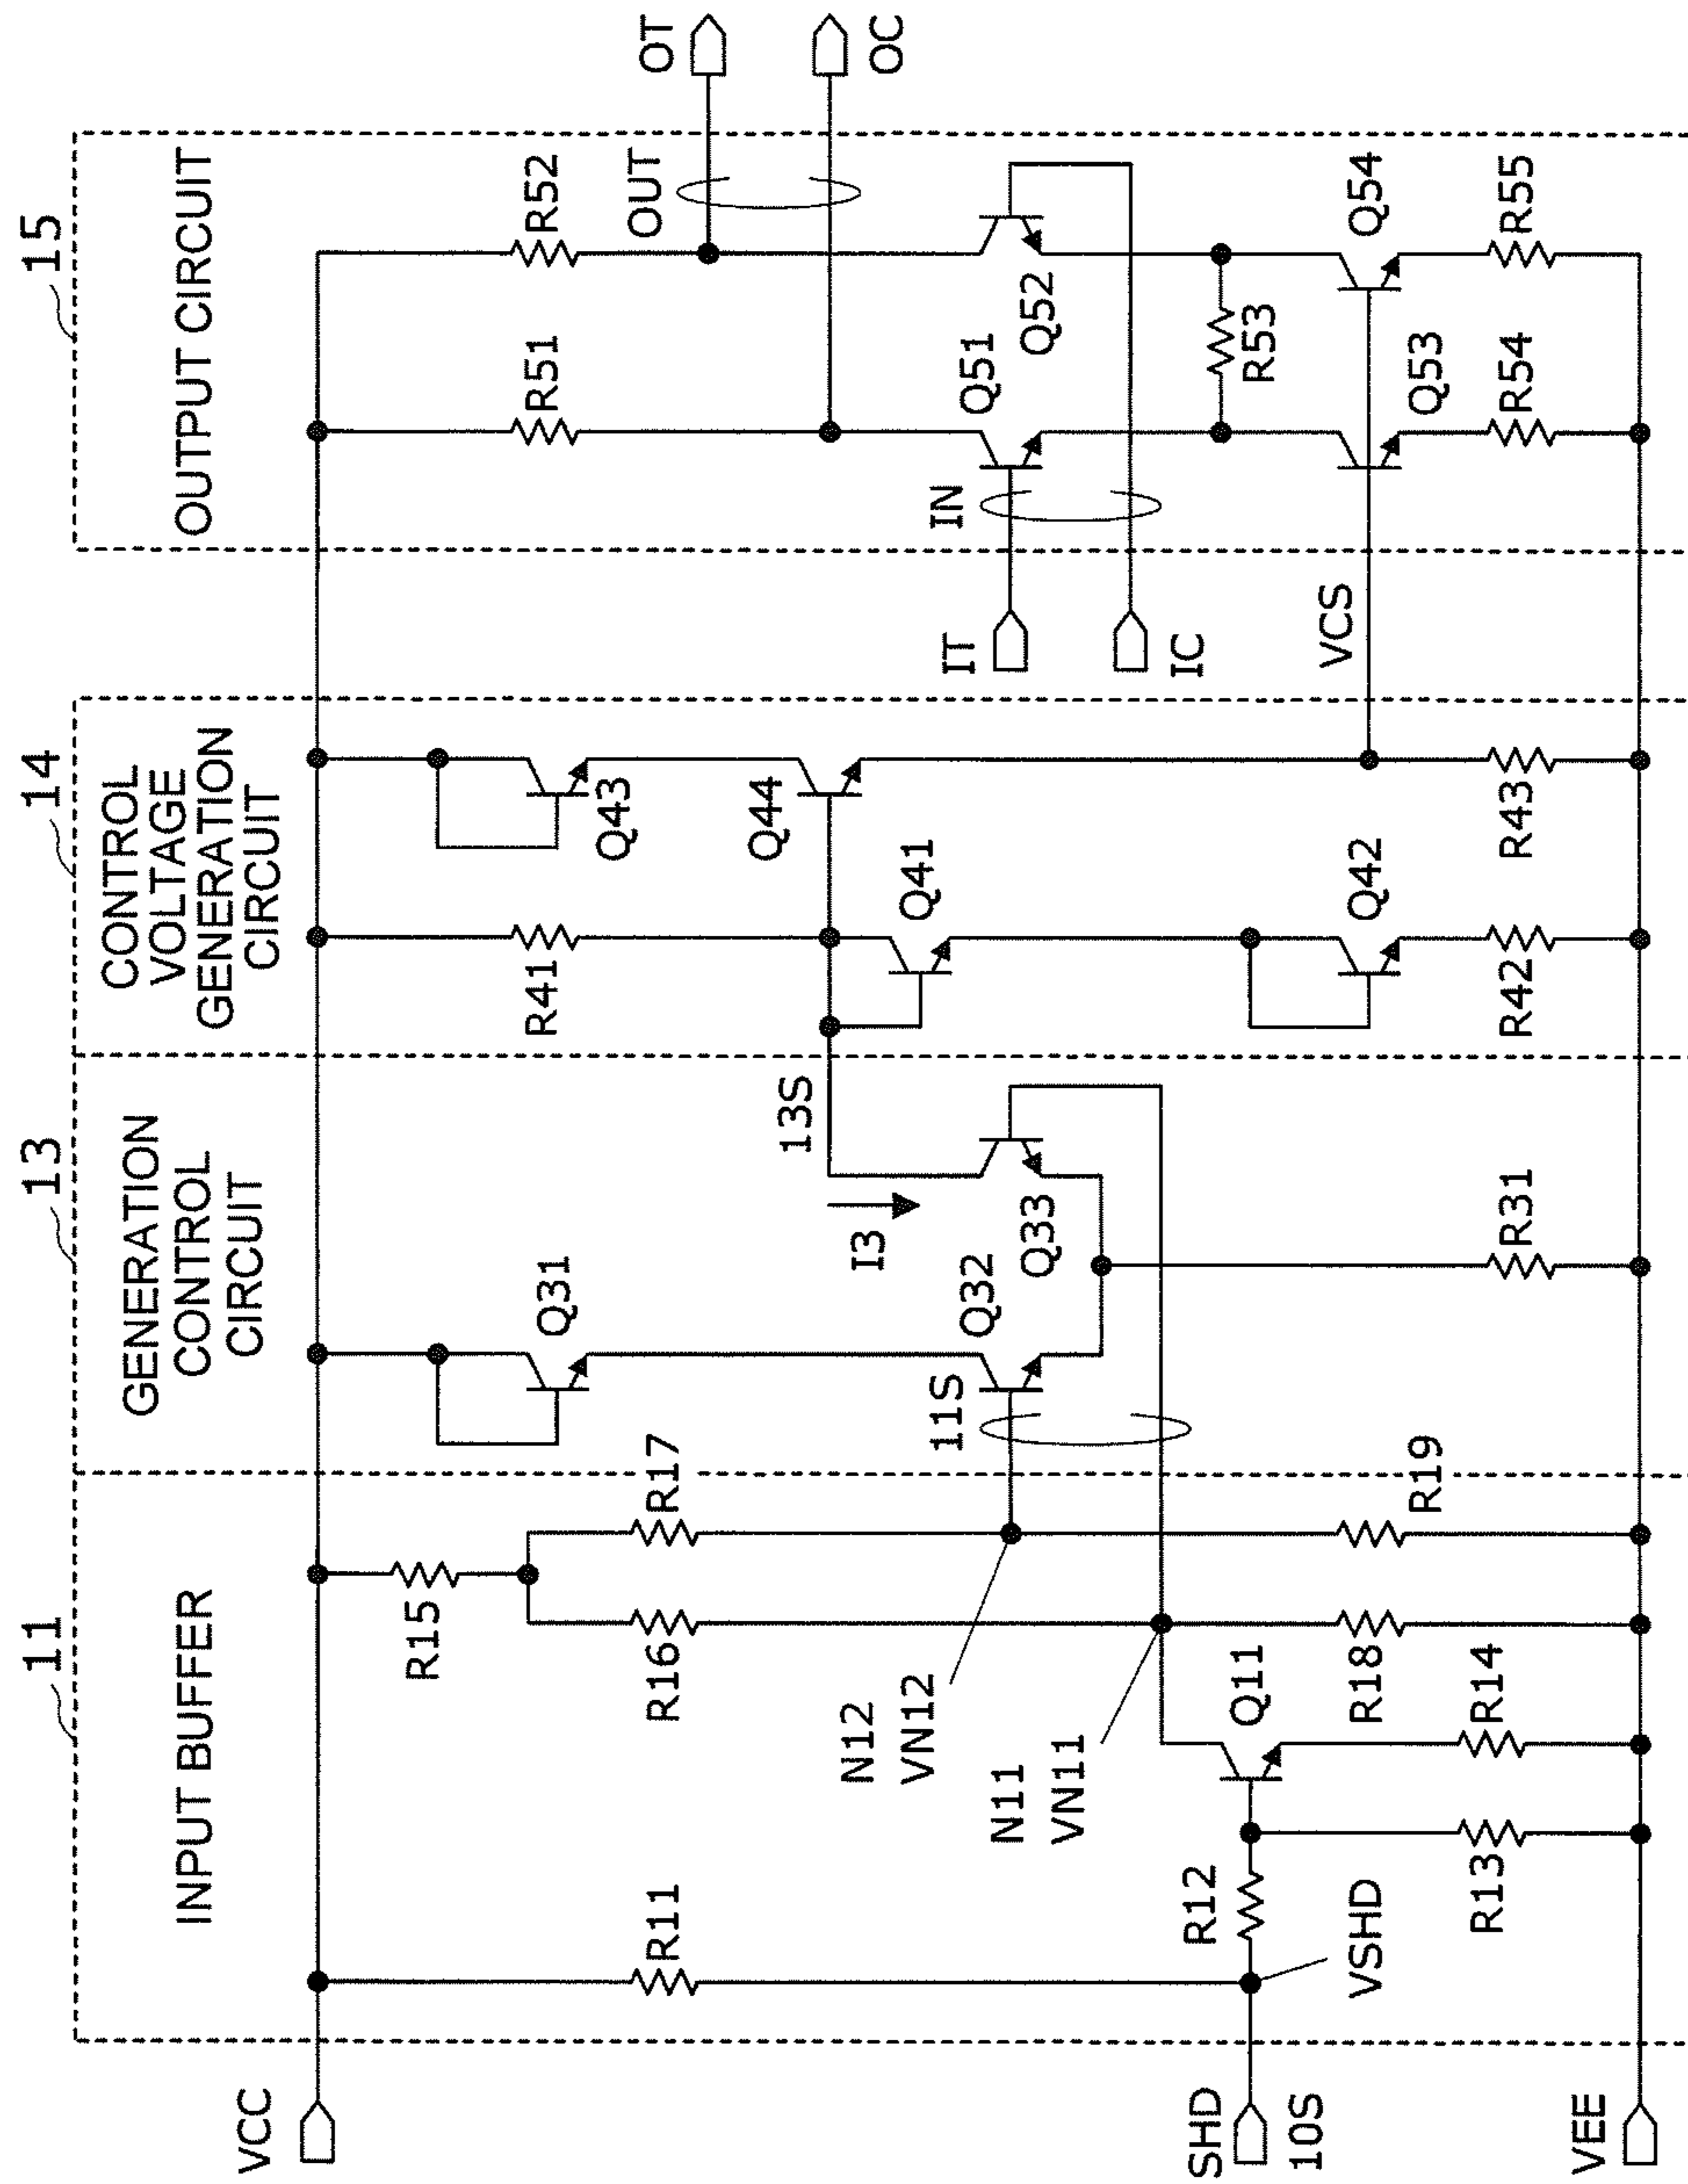 11
INPUT BUFFER
13
GENERATION
CONTROL
CIRCUIT
14
CONTROL
VOLTAGE
GENERATION
CIRCUIT
15
OUTPUT CIRCUIT
VCC
SHD
10S
VEE
R11
R12
VSHD
R13
R14
Q11
R15
R16
R17
N12
VN12
N11
VN11
R18
R19
Q31
11S
Q32
I3
13S
Q33
R31
R41
Q41
Q42
R42
Q43
Q44
R43
VCS
IT
IC
IN
R51
R52
OUT
Q51
Q52
R53
Q53
Q54
R54
R55
OT
OC